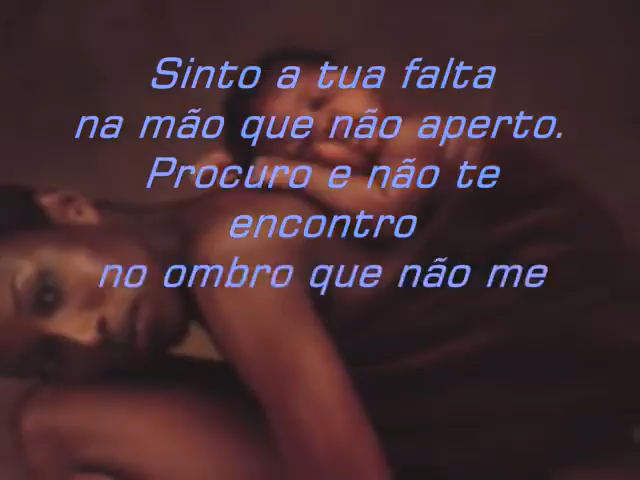 Sinto a tua falta
na mão que não aperto.
Procuro e não te
encontro
no ombro que não me